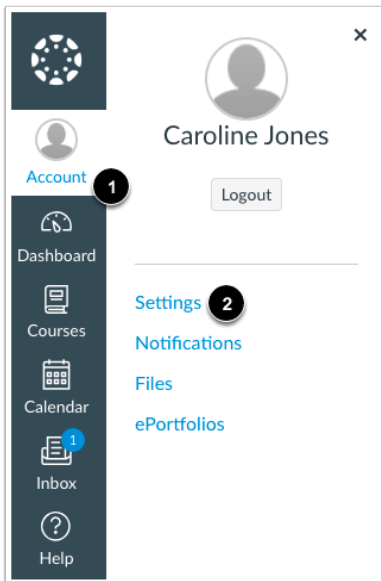 ×
Caroline Jones
Account
1
Logout
Dashboard
Settings 2
Courses
Notifications
Files
Calendar
ePortfolios
1
Inbox
?
Help